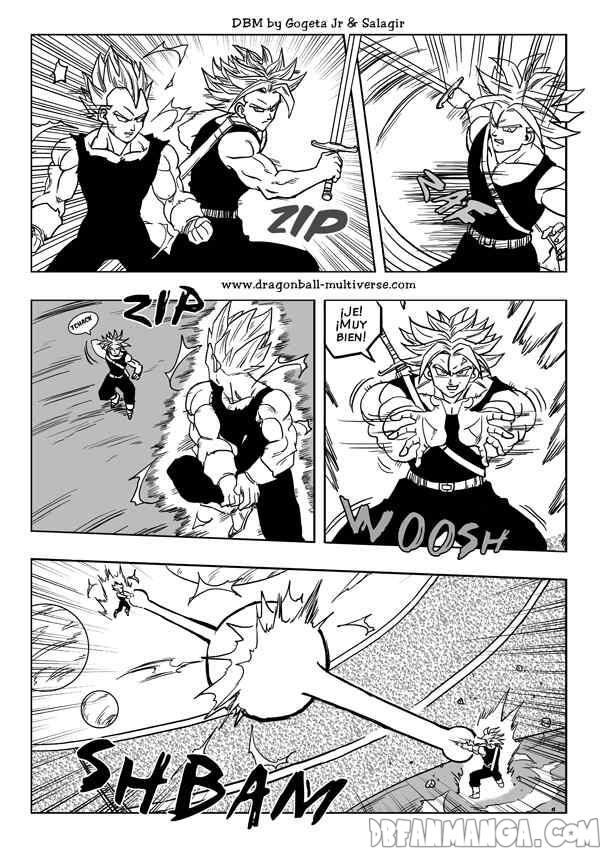 DBM by Gogeta Jr & Salagir
ZIP
ZAF
www.dragonball-multiverse.com
ZIP
TCHACK
¡JE!
¡MUY
BIEN!
WOOSH
SHBAM
DBFANMANGA.COM